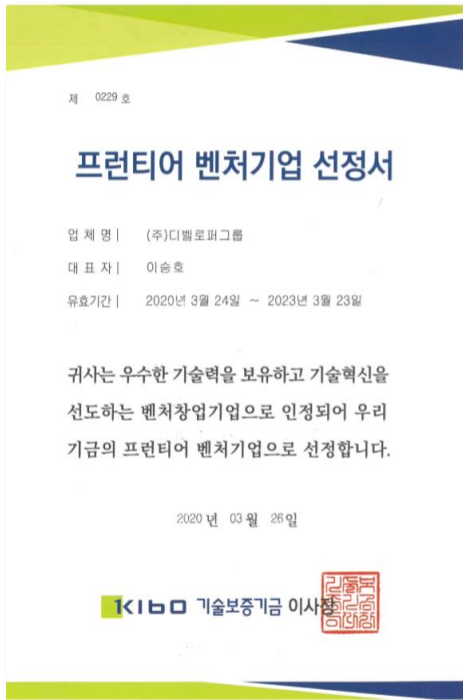 제 0229 호
프런티어 벤처기업 선정서
업 체 명 | (주)디벨로퍼그룹
대 표 자 | 이승호
유효기간 | 2020년 3월 24일 ~ 2023년 3월 23일
귀사는 우수한 기술력을 보유하고 기술혁신을
선도하는 벤처창업기업으로 인정되어 우리
기금의 프런티어 벤처기업으로 선정합니다.
2020 년 03 월 26 일
KIBO 기술보증기금 이사장